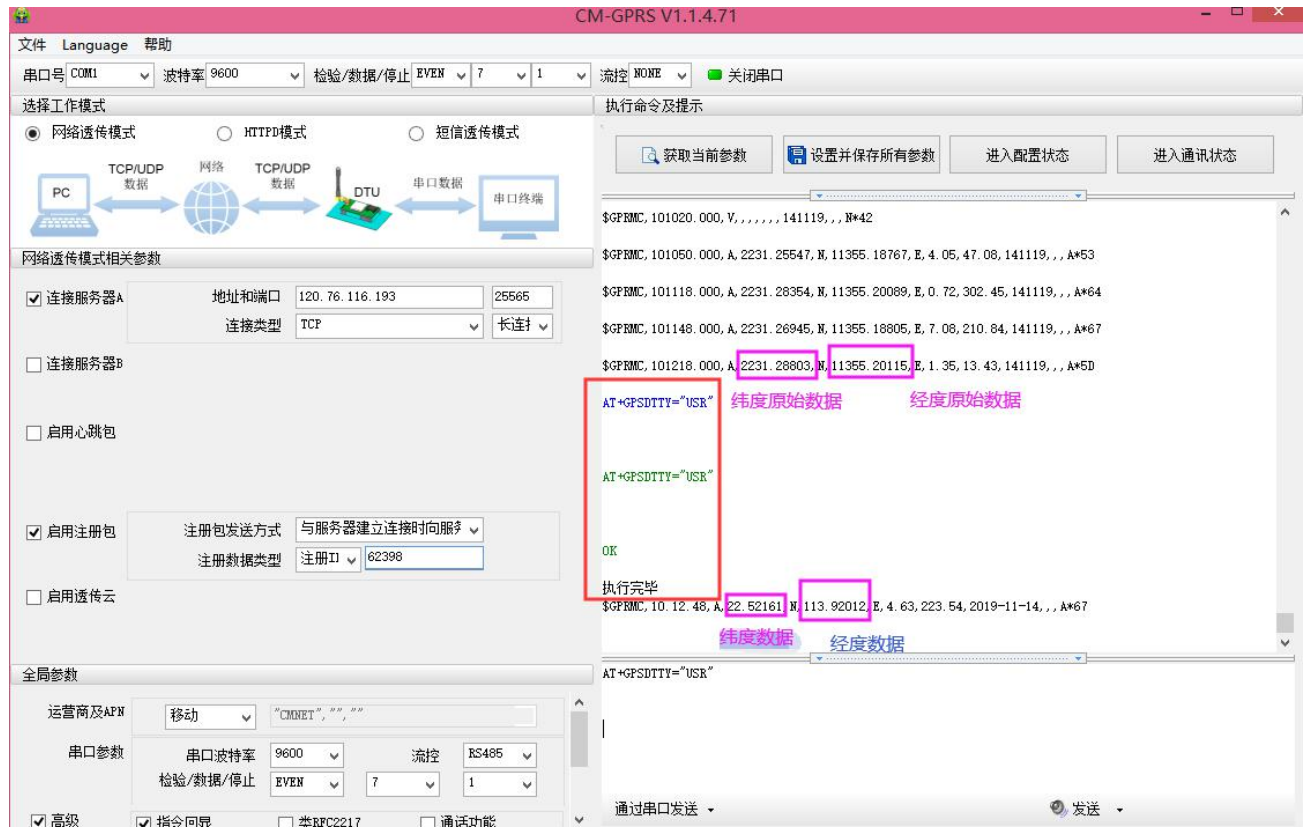 CM-GPRS V1.1.4.71
文件 Language 帮助
串口号 COM1 波特率 9600 检验/数据/停止 EVEN 7 1 流控 NONE 关闭串口
选择工作模式
网络透传模式 HTTPD模式 短信透传模式
PC
TCP/UDP
数据
网络
TCP/UDP
数据
DTU
串口数据
串口终端
网络透传模式相关参数
连接服务器A 地址和端口 120.76.116.193 25565
连接类型 TCP 长连
连接服务器B
启用心跳包
启用注册包 注册包发送方式 与服务器建立连接时向服务
注册数据类型 注册ID 62398
启用透传云
全局参数
运营商及APN 移动 "CMNET","",""
串口参数 串口波特率 9600 流控 RS485
检验/数据/停止 EVEN 7 1
高级 指令回显 类RFC2217 通话功能
执行命令及提示
获取当前参数 设置并保存所有参数 进入配置状态 进入通讯状态
$GPRMC,101020.000,V,,,,,,,141119,,,N*42
$GPRMC,101050.000,A,2231.25547,N,11355.18767,E,4.05,47.08,141119,,,A*53
$GPRMC,101118.000,A,2231.28354,N,11355.20089,E,0.72,302.45,141119,,,A*64
$GPRMC,101148.000,A,2231.26945,N,11355.18805,E,7.08,210.84,141119,,,A*67
$GPRMC,101218.000,A,2231.28803,N,11355.20115,E,1.35,13.43,141119,,,A*5D
AT+GPSDTTY="USR" 纬度原始数据 经度原始数据
AT+GPSDTTY="USR"
OK
执行完毕
$GPRMC,10.12.48,A,22.52161,N,113.92012,E,4.63,223.54,2019-11-14,,,A*67
纬度数据 经度数据
AT+GPSDTTY="USR"
通过串口发送 发送